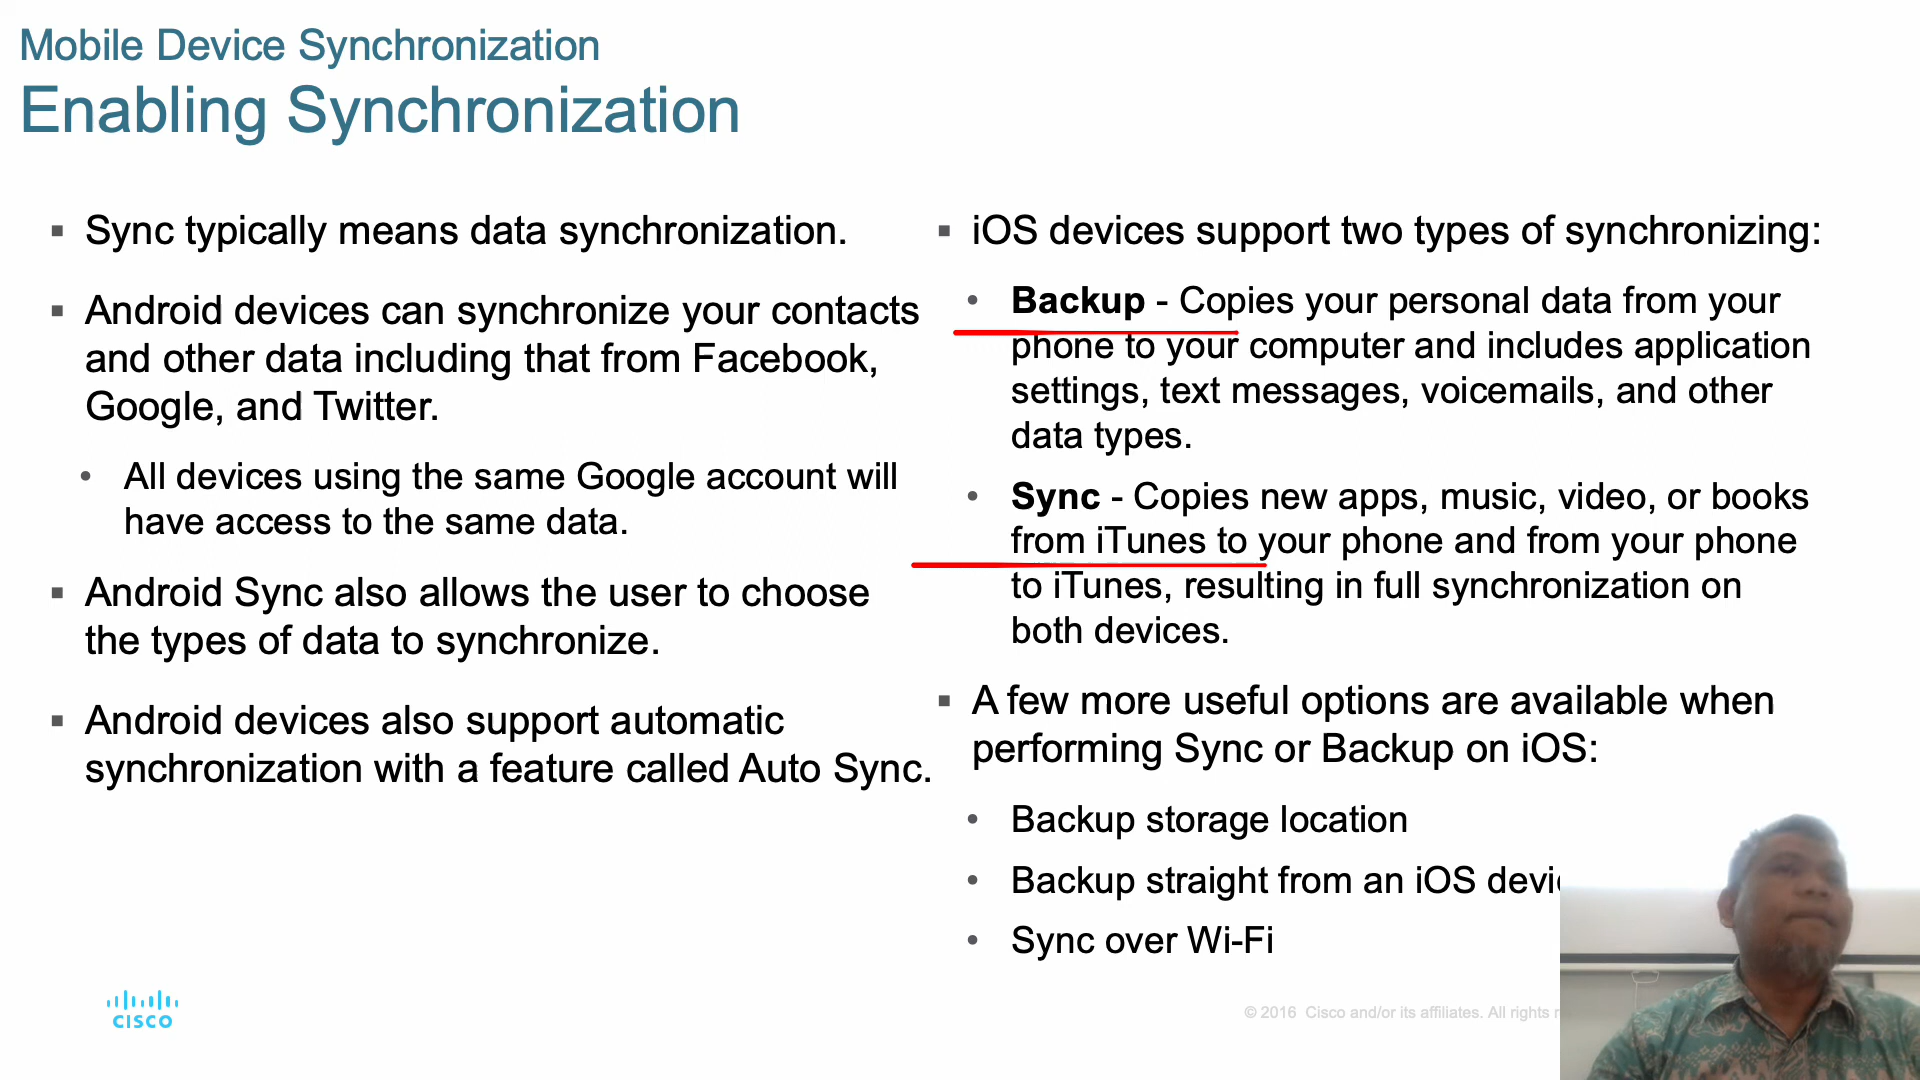 Mobile Device Synchronization
Enabling Synchronization
▪ Sync typically means data synchronization.
▪ Android devices can synchronize your contacts
and other data including that from Facebook,
Google, and Twitter.
• All devices using the same Google account will
have access to the same data.
▪ Android Sync also allows the user to choose
the types of data to synchronize.
▪ Android devices also support automatic
synchronization with a feature called Auto Sync.
▪ iOS devices support two types of synchronizing:
• Backup - Copies your personal data from your
phone to your computer and includes application
settings, text messages, voicemails, and other
data types.
• Sync - Copies new apps, music, video, or books
from iTunes to your phone and from your phone
to iTunes, resulting in full synchronization on
both devices.
▪ A few more useful options are available when
performing Sync or Backup on iOS:
• Backup storage location
• Backup straight from an iOS
• Sync over Wi-Fi
CISCO
© 2016 Cisco and/or its affiliates. All rights